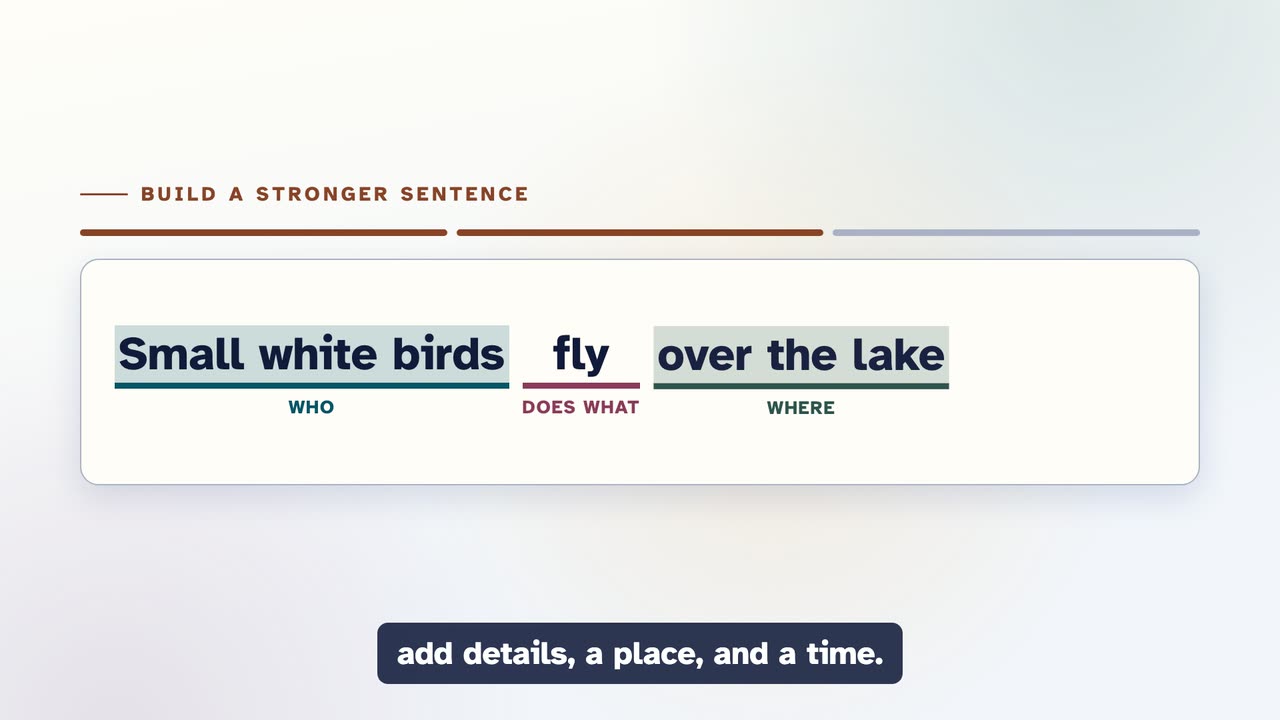 BUILD A STRONGER SENTENCE
Small white birds fly over the lake
WHO DOES WHAT WHERE
add details, a place, and a time.